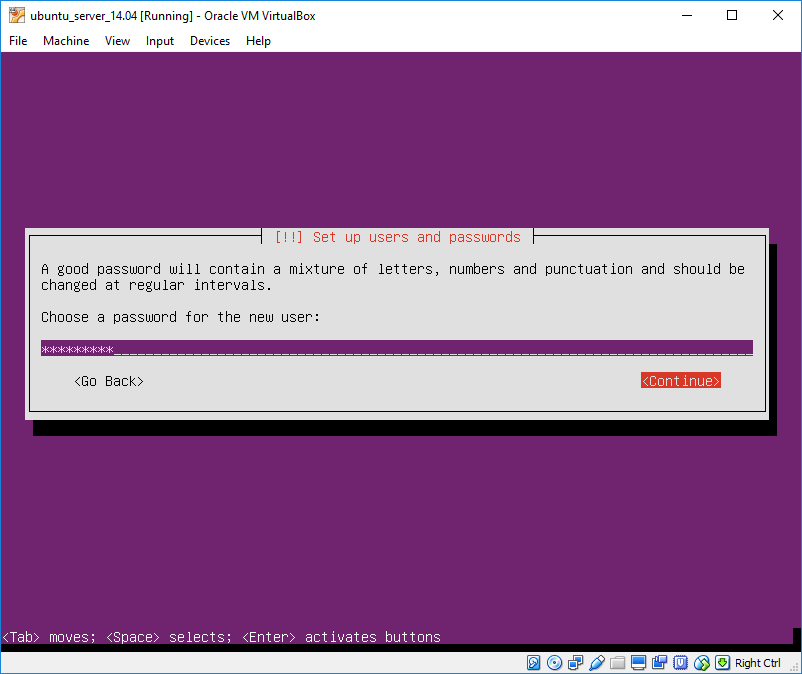 ubuntu_server_14.04 [Running] - Oracle VM VirtualBox
File Machine View Input Devices Help
[!!] Set up users and passwords
A good password will contain a mixture of letters, numbers and punctuation and should be
changed at regular intervals.
Choose a password for the new user:
*********
<Go Back> <Continue>
<Tab> moves; <Space> selects; <Enter> activates buttons
Right Ctrl